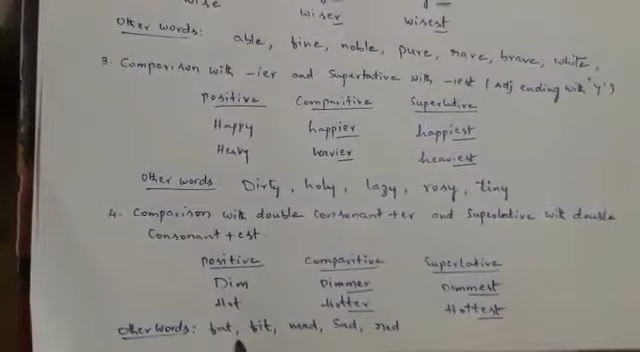 wise wiser wisest
Other words: able, fine, noble, pure, rare, brave, white,
3. Comparison with -ier and Superlative with -iest (adj ending with "y")
Positive Comparitive Superlative
Happy happier happiest
Heavy heavier heaviest
Other words: Dirty, holy, lazy, rosy, tiny
4. Comparison with double consonant +er and Superlative with double
Consonant + est.
Positive Comparitive Superlative
Dim Dimmer Dimmest
Hot Hotter Hottest
Other words: fat, fit, mad, Sad, red